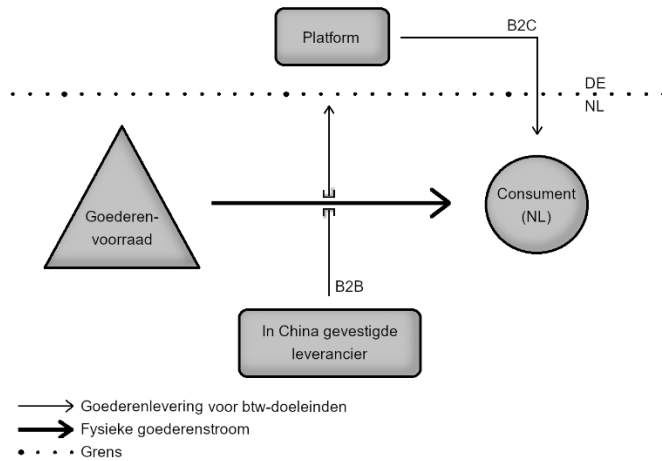 Platform
B2C
DE
NL
Goederen-
voorraad
Consument
(NL)
B2B
In China gevestigde
leverancier
Goederenlevering voor btw-doeleinden
Fysieke goederenstroom
Grens